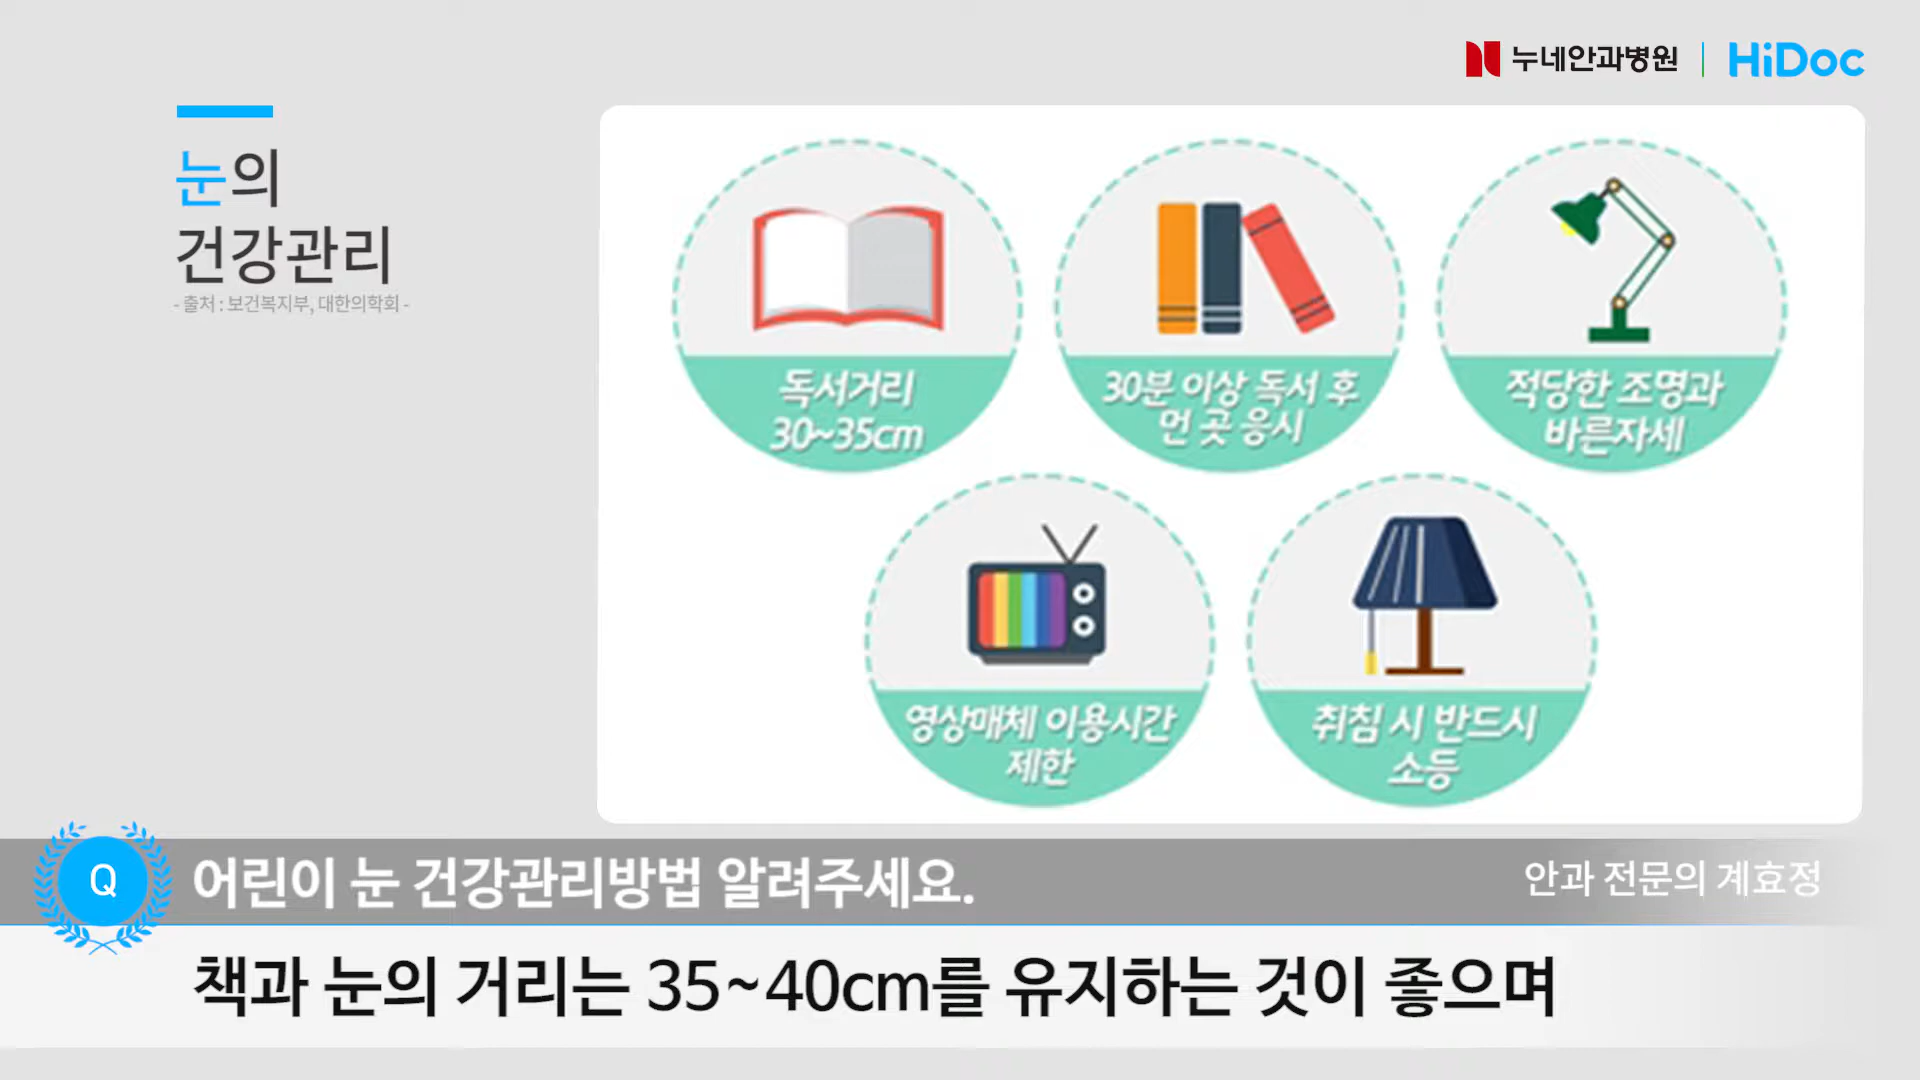 누네안과병원
HiDoc
눈의
건강관리
- 출처 : 보건복지부, 대한의학회 -
독서거리
30~35cm
30분 이상 독서 후
먼 곳 응시
적당한 조명과
바른자세
영상매체 이용시간
제한
취침 시 반드시
소등
Q
어린이 눈 건강관리방법 알려주세요.
안과 전문의 계효정
책과 눈의 거리는 35~40cm를 유지하는 것이 좋으며